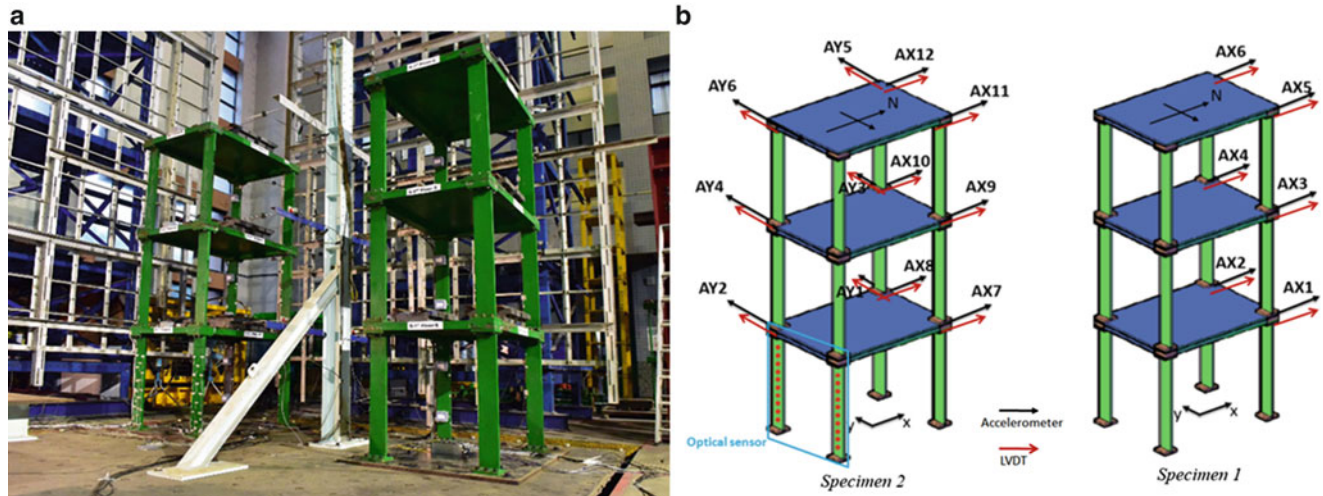 a
b
AY5
AX12
AX6
AY6
AX11
AX5
N
N
AX10
AX4
AY3
AY4
AX9
AX3
AX8
AX2
AY1
AY2
AX7
AX1
y
x
y
x
Accelerometer
Optical sensor
LVDT
Specimen 2
Specimen 1